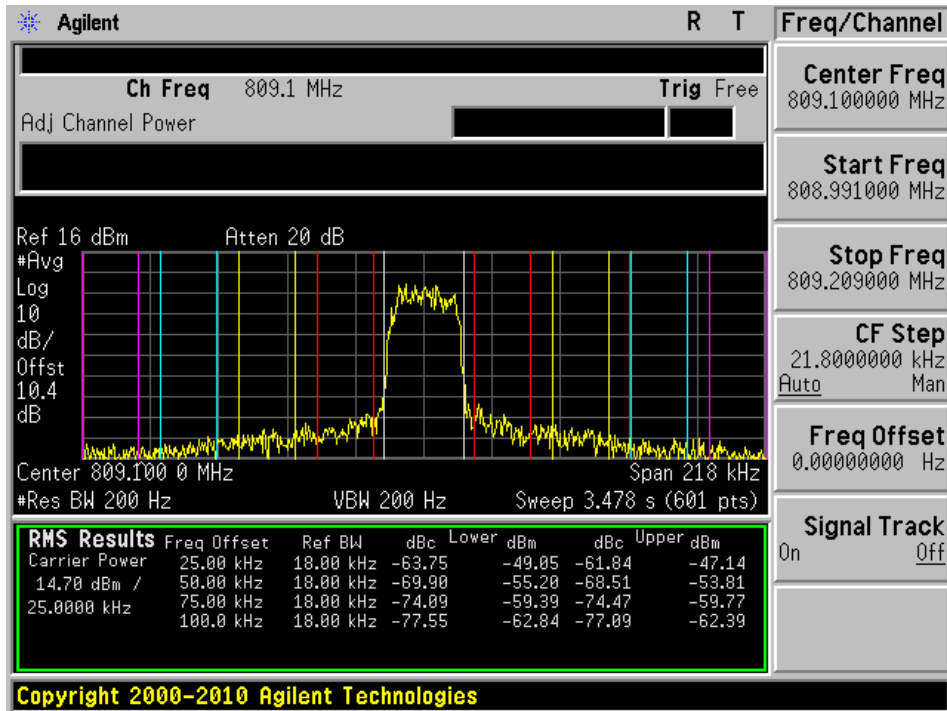 Agilent R T Freq/Channel
Ch Freq 809.1 MHz Trig Free
Adj Channel Power
Center Freq
809.100000 MHz
Start Freq
808.991000 MHz
Stop Freq
809.209000 MHz
CF Step
21.8000000 kHz
Auto Man
Freq Offset
0.00000000 Hz
Signal Track
On Off
Ref 16 dBm Atten 20 dB
#Avg
Log
10
dB/
Offst
10.4
dB
Center 809.100 0 MHz Span 218 kHz
#Res BW 200 Hz VBW 200 Hz Sweep 3.478 s (601 pts)
RMS Results Freq Offset Ref BW dBc Lower dBm dBc Upper dBm
Carrier Power 25.00 kHz 18.00 kHz -63.75 -49.05 -61.84 -47.14
14.70 dBm / 50.00 kHz 18.00 kHz -69.90 -55.20 -68.51 -53.81
25.0000 kHz 75.00 kHz 18.00 kHz -74.09 -59.39 -74.47 -59.77
100.0 kHz 18.00 kHz -77.55 -62.84 -77.09 -62.39
Copyright 2000-2010 Agilent Technologies